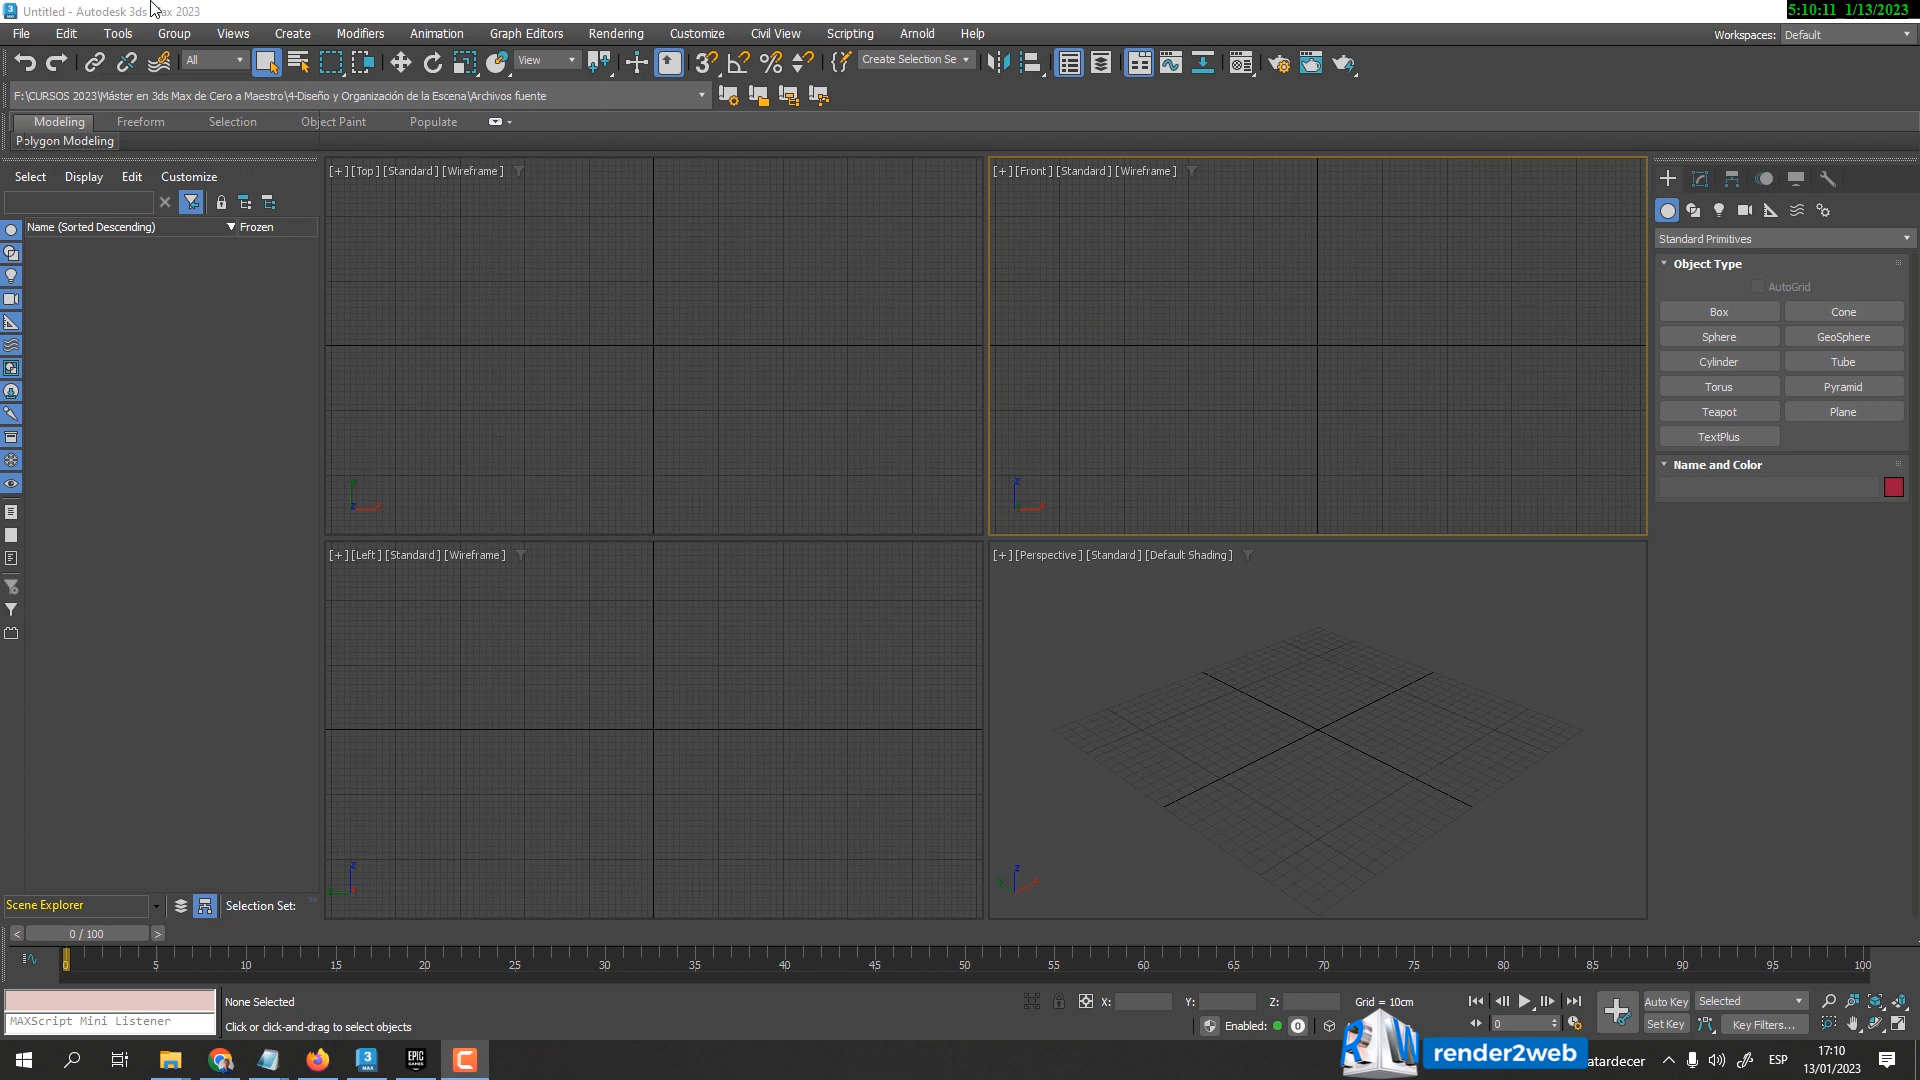 Untitled - Autodesk 3ds Max 2023
5:10:11 1/13/2023
File Edit Tools Group Views Create Modifiers Animation Graph Editors Rendering Customize Civil View Scripting Arnold Help
Workspaces: Default
All View Create Selection Se
F:\CURSOS 2023\Máster en 3ds Max de Cero a Maestro\4-Diseño y Organización de la Escena\Archivos fuente
Modeling Freeform Selection Object Paint Populate
Polygon Modeling
Select Display Edit Customize
Name (Sorted Descending) Frozen
[+] [Top] [Standard] [Wireframe]
[+] [Front] [Standard] [Wireframe]
[+] [Left] [Standard] [Wireframe]
[+] [Perspective] [Standard] [Default Shading]
Standard Primitives
Object Type
AutoGrid
Box Cone
Sphere GeoSphere
Cylinder Tube
Torus Pyramid
Teapot Plane
TextPlus
Name and Color
Scene Explorer
Selection Set:
< 0 / 100 >
0 5 10 15 20 25 30 35 40 45 50 55 60 65 70 75 80 85 90 95 100
MAXScript Mini Listener
None Selected
Click or click-and-drag to select objects
X: Y: Z: Grid = 10cm
Enabled: 0
Auto Key Selected
0 Set Key Key Filters...
render2web
atardecer
ESP
17:10
13/01/2023